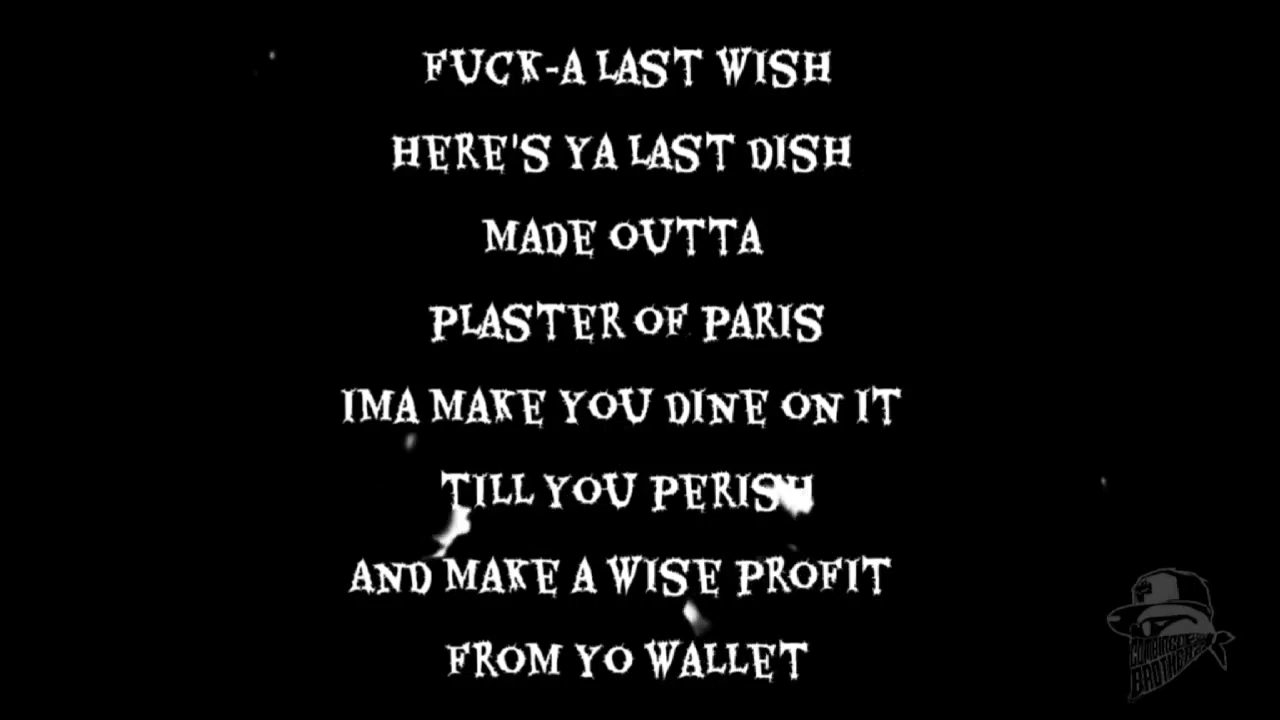 FUCK-A LAST WISH
HERE'S YA LAST DISH
MADE OUTTA
PLASTER OF PARIS
IMA MAKE YOU DINE ON IT
TILL YOU PERISH
AND MAKE A WISE PROFIT
FROM YO WALLET